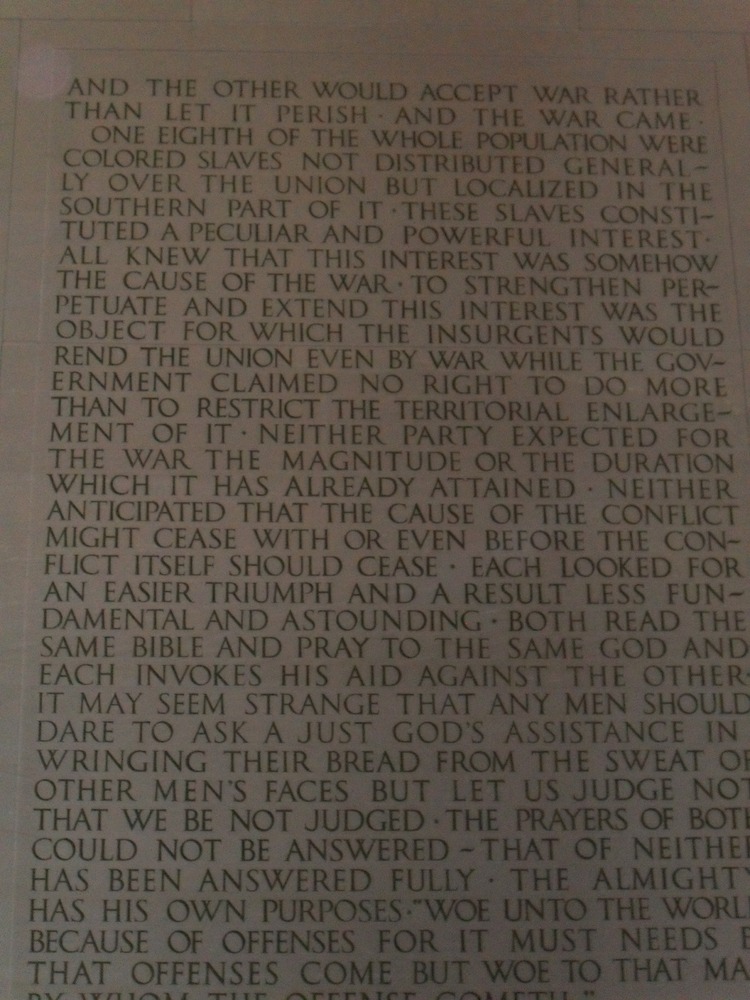 AND THE OTHER WOULD ACCEPT WAR RATHER
THAN LET IT PERISH · AND THE WAR CAME ·
ONE EIGHTH OF THE WHOLE POPULATION WERE
COLORED SLAVES NOT DISTRIBUTED GENERAL-
LY OVER THE UNION BUT LOCALIZED IN THE
SOUTHERN PART OF IT · THESE SLAVES CONSTI-
TUTED A PECULIAR AND POWERFUL INTEREST ·
ALL KNEW THAT THIS INTEREST WAS SOMEHOW
THE CAUSE OF THE WAR · TO STRENGTHEN PER-
PETUATE AND EXTEND THIS INTEREST WAS THE
OBJECT FOR WHICH THE INSURGENTS WOULD
REND THE UNION EVEN BY WAR WHILE THE GOV-
ERNMENT CLAIMED NO RIGHT TO DO MORE
THAN TO RESTRICT THE TERRITORIAL ENLARGE-
MENT OF IT · NEITHER PARTY EXPECTED FOR
THE WAR THE MAGNITUDE OR THE DURATION
WHICH IT HAS ALREADY ATTAINED · NEITHER
ANTICIPATED THAT THE CAUSE OF THE CONFLICT
MIGHT CEASE WITH OR EVEN BEFORE THE CON-
FLICT ITSELF SHOULD CEASE · EACH LOOKED FOR
AN EASIER TRIUMPH AND A RESULT LESS FUN-
DAMENTAL AND ASTOUNDING · BOTH READ THE
SAME BIBLE AND PRAY TO THE SAME GOD AND
EACH INVOKES HIS AID AGAINST THE OTHER ·
IT MAY SEEM STRANGE THAT ANY MEN SHOULD
DARE TO ASK A JUST GOD'S ASSISTANCE IN
WRINGING THEIR BREAD FROM THE SWEAT OF
OTHER MEN'S FACES BUT LET US JUDGE NOT
THAT WE BE NOT JUDGED · THE PRAYERS OF BOTH
COULD NOT BE ANSWERED - THAT OF NEITHER
HAS BEEN ANSWERED FULLY · THE ALMIGHTY
HAS HIS OWN PURPOSES · "WOE UNTO THE WORL
BECAUSE OF OFFENSES FOR IT MUST NEEDS
THAT OFFENSES COME BUT WOE TO THAT MA
BY WHOM THE OFFENSE COMETH."